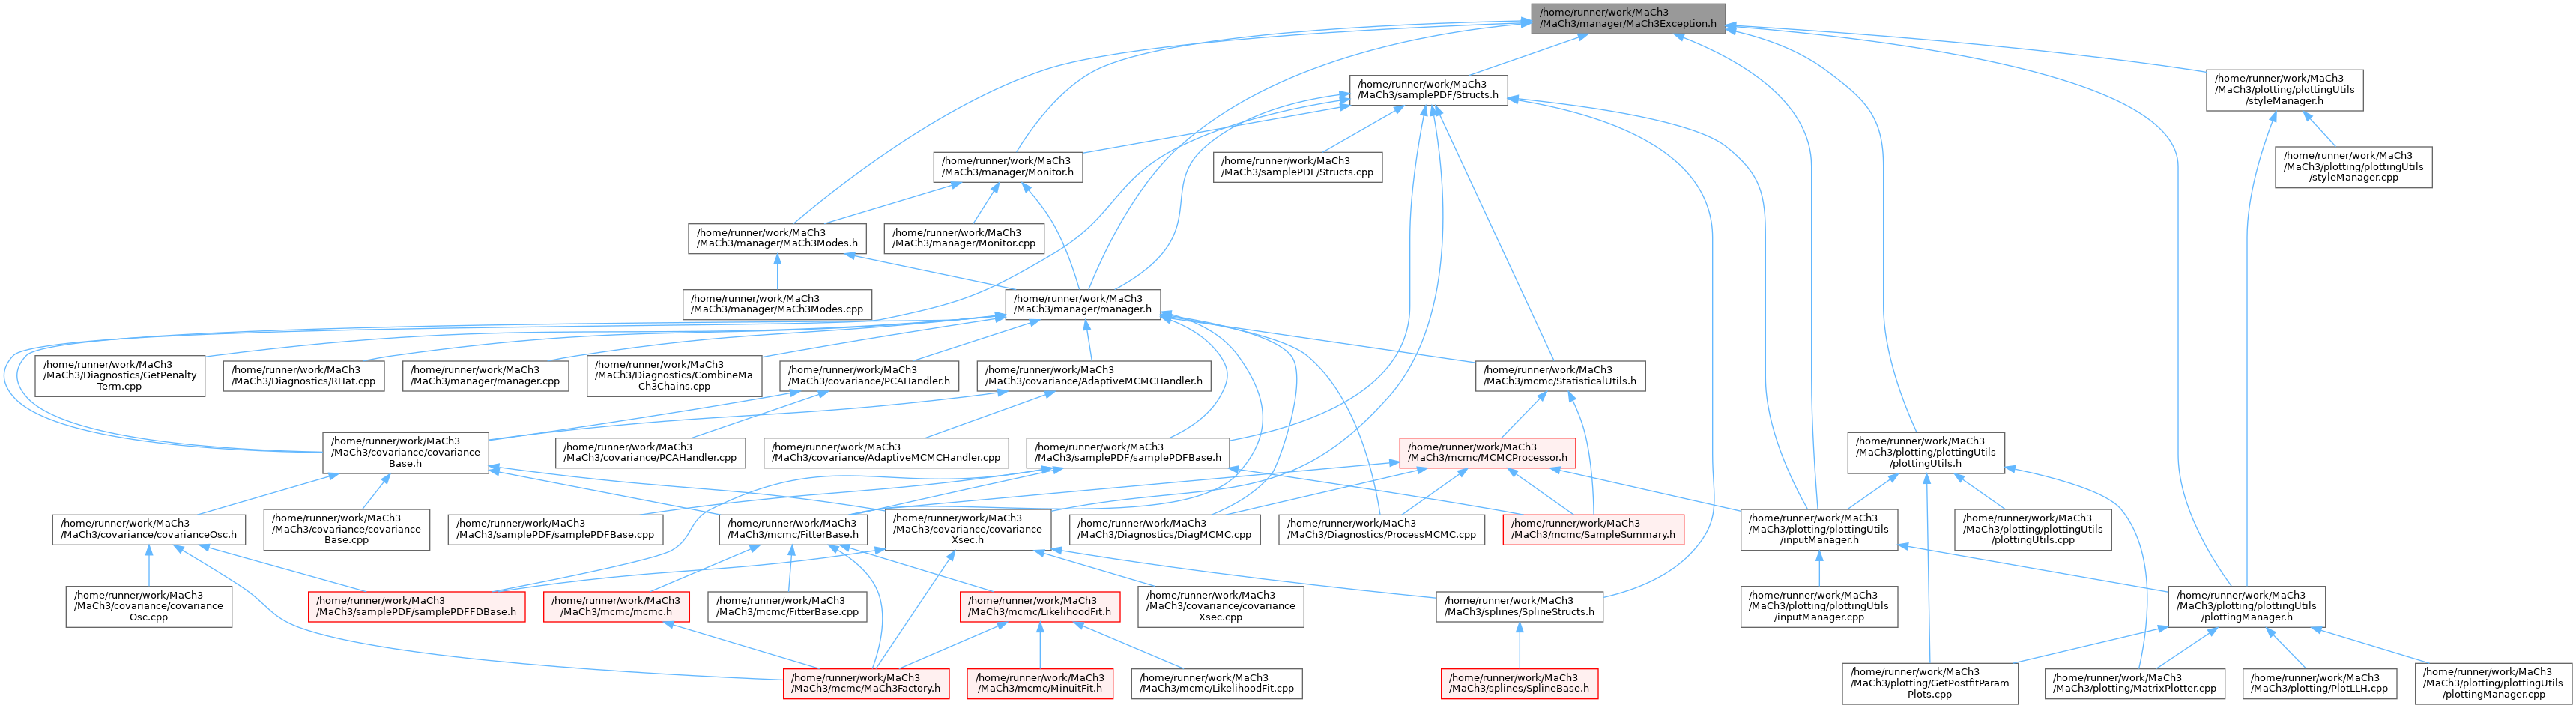 /home/runner/work/MaCh3
/MaCh3/manager/MaCh3Exception.h
/home/runner/work/MaCh3
/MaCh3/plotting/plottingUtils
/styleManager.h
/home/runner/work/MaCh3
/MaCh3/samplePDF/Structs.h
/home/runner/work/MaCh3
/MaCh3/manager/Monitor.h
/home/runner/work/MaCh3
/MaCh3/samplePDF/Structs.cpp
/home/runner/work/MaCh3
/MaCh3/plotting/plottingUtils
/styleManager.cpp
/home/runner/work/MaCh3
/MaCh3/manager/MaCh3Modes.h
/home/runner/work/MaCh3
/MaCh3/manager/Monitor.cpp
/home/runner/work/MaCh3
/MaCh3/manager/MaCh3Modes.cpp
/home/runner/work/MaCh3
/MaCh3/manager/manager.h
/home/runner/work/MaCh3
/MaCh3/Diagnostics/GetPenalty
Term.cpp
/home/runner/work/MaCh3
/MaCh3/Diagnostics/RHat.cpp
/home/runner/work/MaCh3
/MaCh3/manager/manager.cpp
/home/runner/work/MaCh3
/MaCh3/Diagnostics/CombineMa
Ch3Chains.cpp
/home/runner/work/MaCh3
/MaCh3/covariance/PCAHandler.h
/home/runner/work/MaCh3
/MaCh3/covariance/AdaptiveMCMCHandler.h
/home/runner/work/MaCh3
/MaCh3/mcmc/StatisticalUtils.h
/home/runner/work/MaCh3
/MaCh3/covariance/covariance
Base.h
/home/runner/work/MaCh3
/MaCh3/covariance/PCAHandler.cpp
/home/runner/work/MaCh3
/MaCh3/covariance/AdaptiveMCMCHandler.cpp
/home/runner/work/MaCh3
/MaCh3/samplePDF/samplePDFBase.h
/home/runner/work/MaCh3
/MaCh3/mcmc/MCMCProcessor.h
/home/runner/work/MaCh3
/MaCh3/plotting/plottingUtils
/plottingUtils.h
/home/runner/work/MaCh3
/MaCh3/covariance/covarianceOsc.h
/home/runner/work/MaCh3
/MaCh3/covariance/covariance
Base.cpp
/home/runner/work/MaCh3
/MaCh3/samplePDF/samplePDFBase.cpp
/home/runner/work/MaCh3
/MaCh3/mcmc/FitterBase.h
/home/runner/work/MaCh3
/MaCh3/covariance/covariance
Xsec.h
/home/runner/work/MaCh3
/MaCh3/Diagnostics/DiagMCMC.cpp
/home/runner/work/MaCh3
/MaCh3/Diagnostics/ProcessMCMC.cpp
/home/runner/work/MaCh3
/MaCh3/mcmc/SampleSummary.h
/home/runner/work/MaCh3
/MaCh3/plotting/plottingUtils
/inputManager.h
/home/runner/work/MaCh3
/MaCh3/plotting/plottingUtils
/plottingUtils.cpp
/home/runner/work/MaCh3
/MaCh3/covariance/covariance
Osc.cpp
/home/runner/work/MaCh3
/MaCh3/samplePDF/samplePDFFDBase.h
/home/runner/work/MaCh3
/MaCh3/mcmc/mcmc.h
/home/runner/work/MaCh3
/MaCh3/mcmc/FitterBase.cpp
/home/runner/work/MaCh3
/MaCh3/mcmc/LikelihoodFit.h
/home/runner/work/MaCh3
/MaCh3/covariance/covariance
Xsec.cpp
/home/runner/work/MaCh3
/MaCh3/splines/SplineStructs.h
/home/runner/work/MaCh3
/MaCh3/plotting/plottingUtils
/inputManager.cpp
/home/runner/work/MaCh3
/MaCh3/plotting/plottingUtils
/plottingManager.h
/home/runner/work/MaCh3
/MaCh3/mcmc/MaCh3Factory.h
/home/runner/work/MaCh3
/MaCh3/mcmc/MinuitFit.h
/home/runner/work/MaCh3
/MaCh3/mcmc/LikelihoodFit.cpp
/home/runner/work/MaCh3
/MaCh3/splines/SplineBase.h
/home/runner/work/MaCh3
/MaCh3/plotting/GetPostfitParam
Plots.cpp
/home/runner/work/MaCh3
/MaCh3/plotting/MatrixPlotter.cpp
/home/runner/work/MaCh3
/MaCh3/plotting/PlotLLH.cpp
/home/runner/work/MaCh3
/MaCh3/plotting/plottingUtils
/plottingManager.cpp